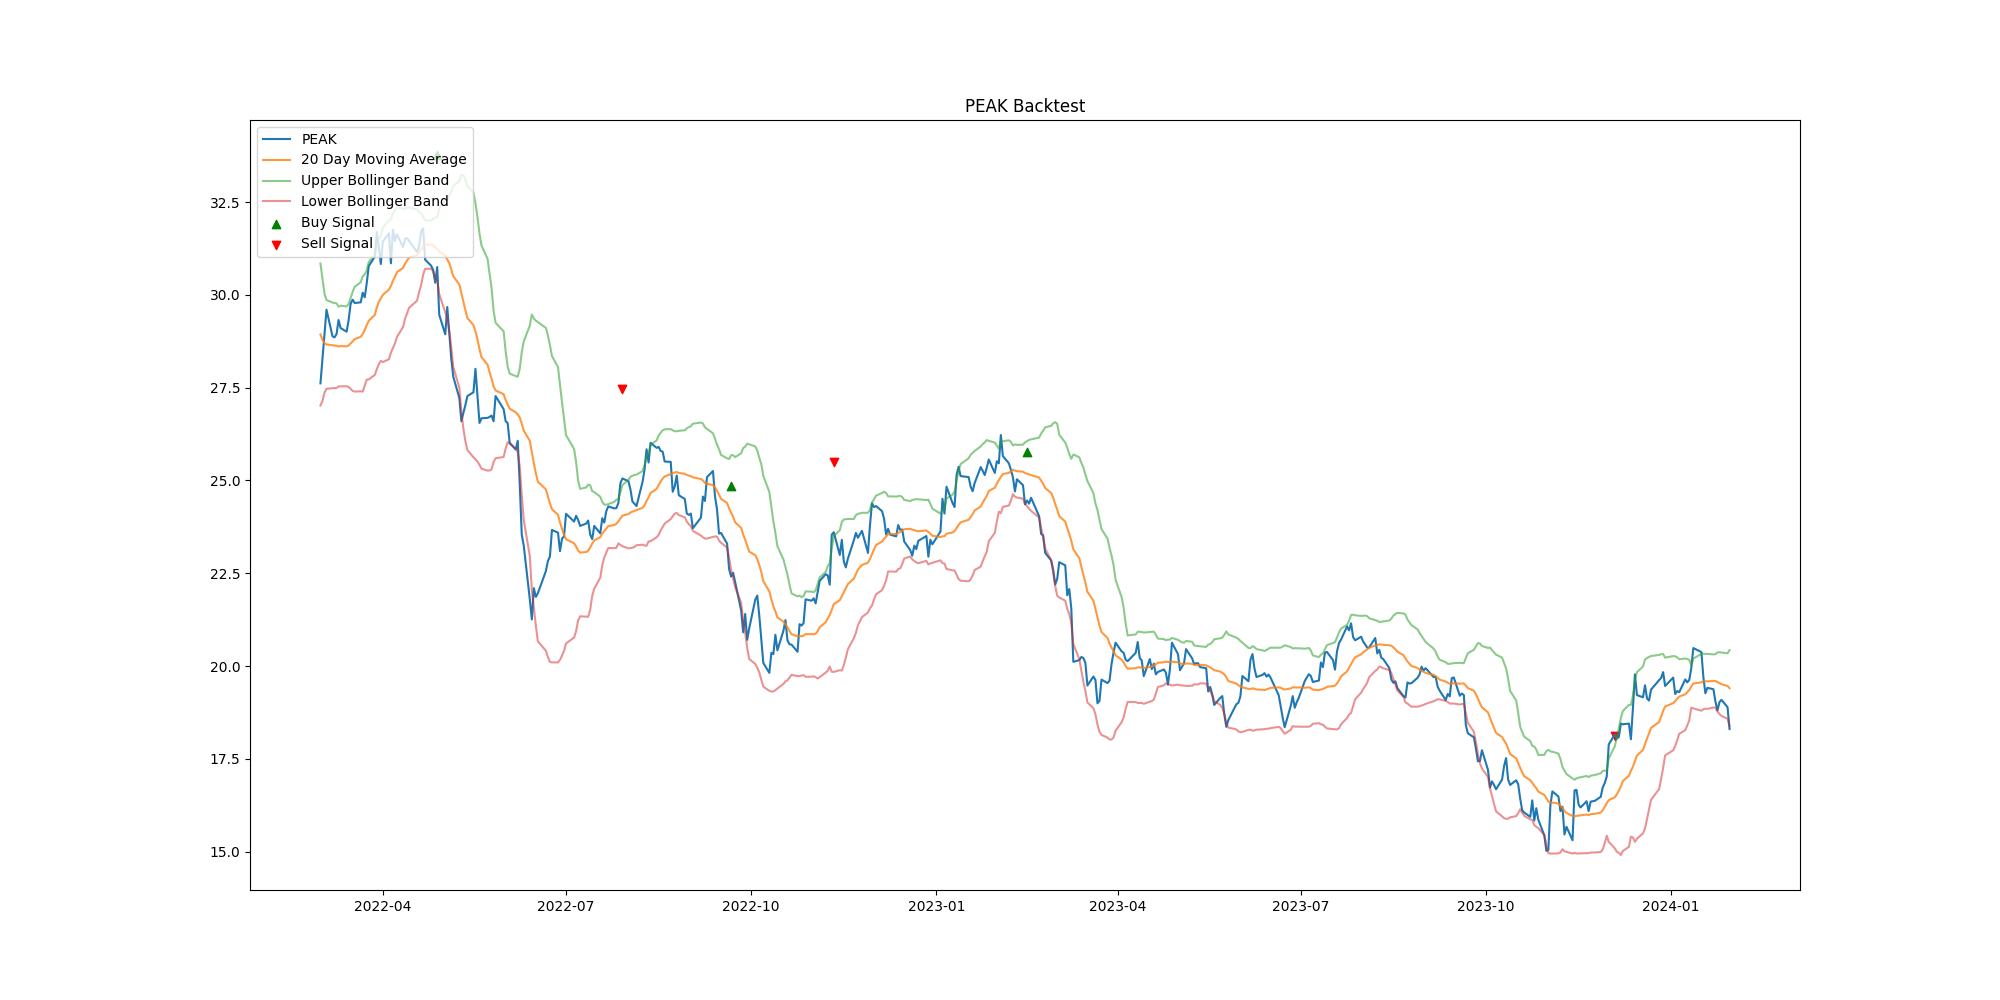 PEAK Backtest
PEAK
20 Day Moving Average
Upper Bollinger Band
Lower Bollinger Band
Buy Signal
Sell Signal
32.5
30.0
27.5
25.0
22.5
20.0
17.5
15.0
2022-04 2022-07 2022-10 2023-01 2023-04 2023-07 2023-10 2024-01